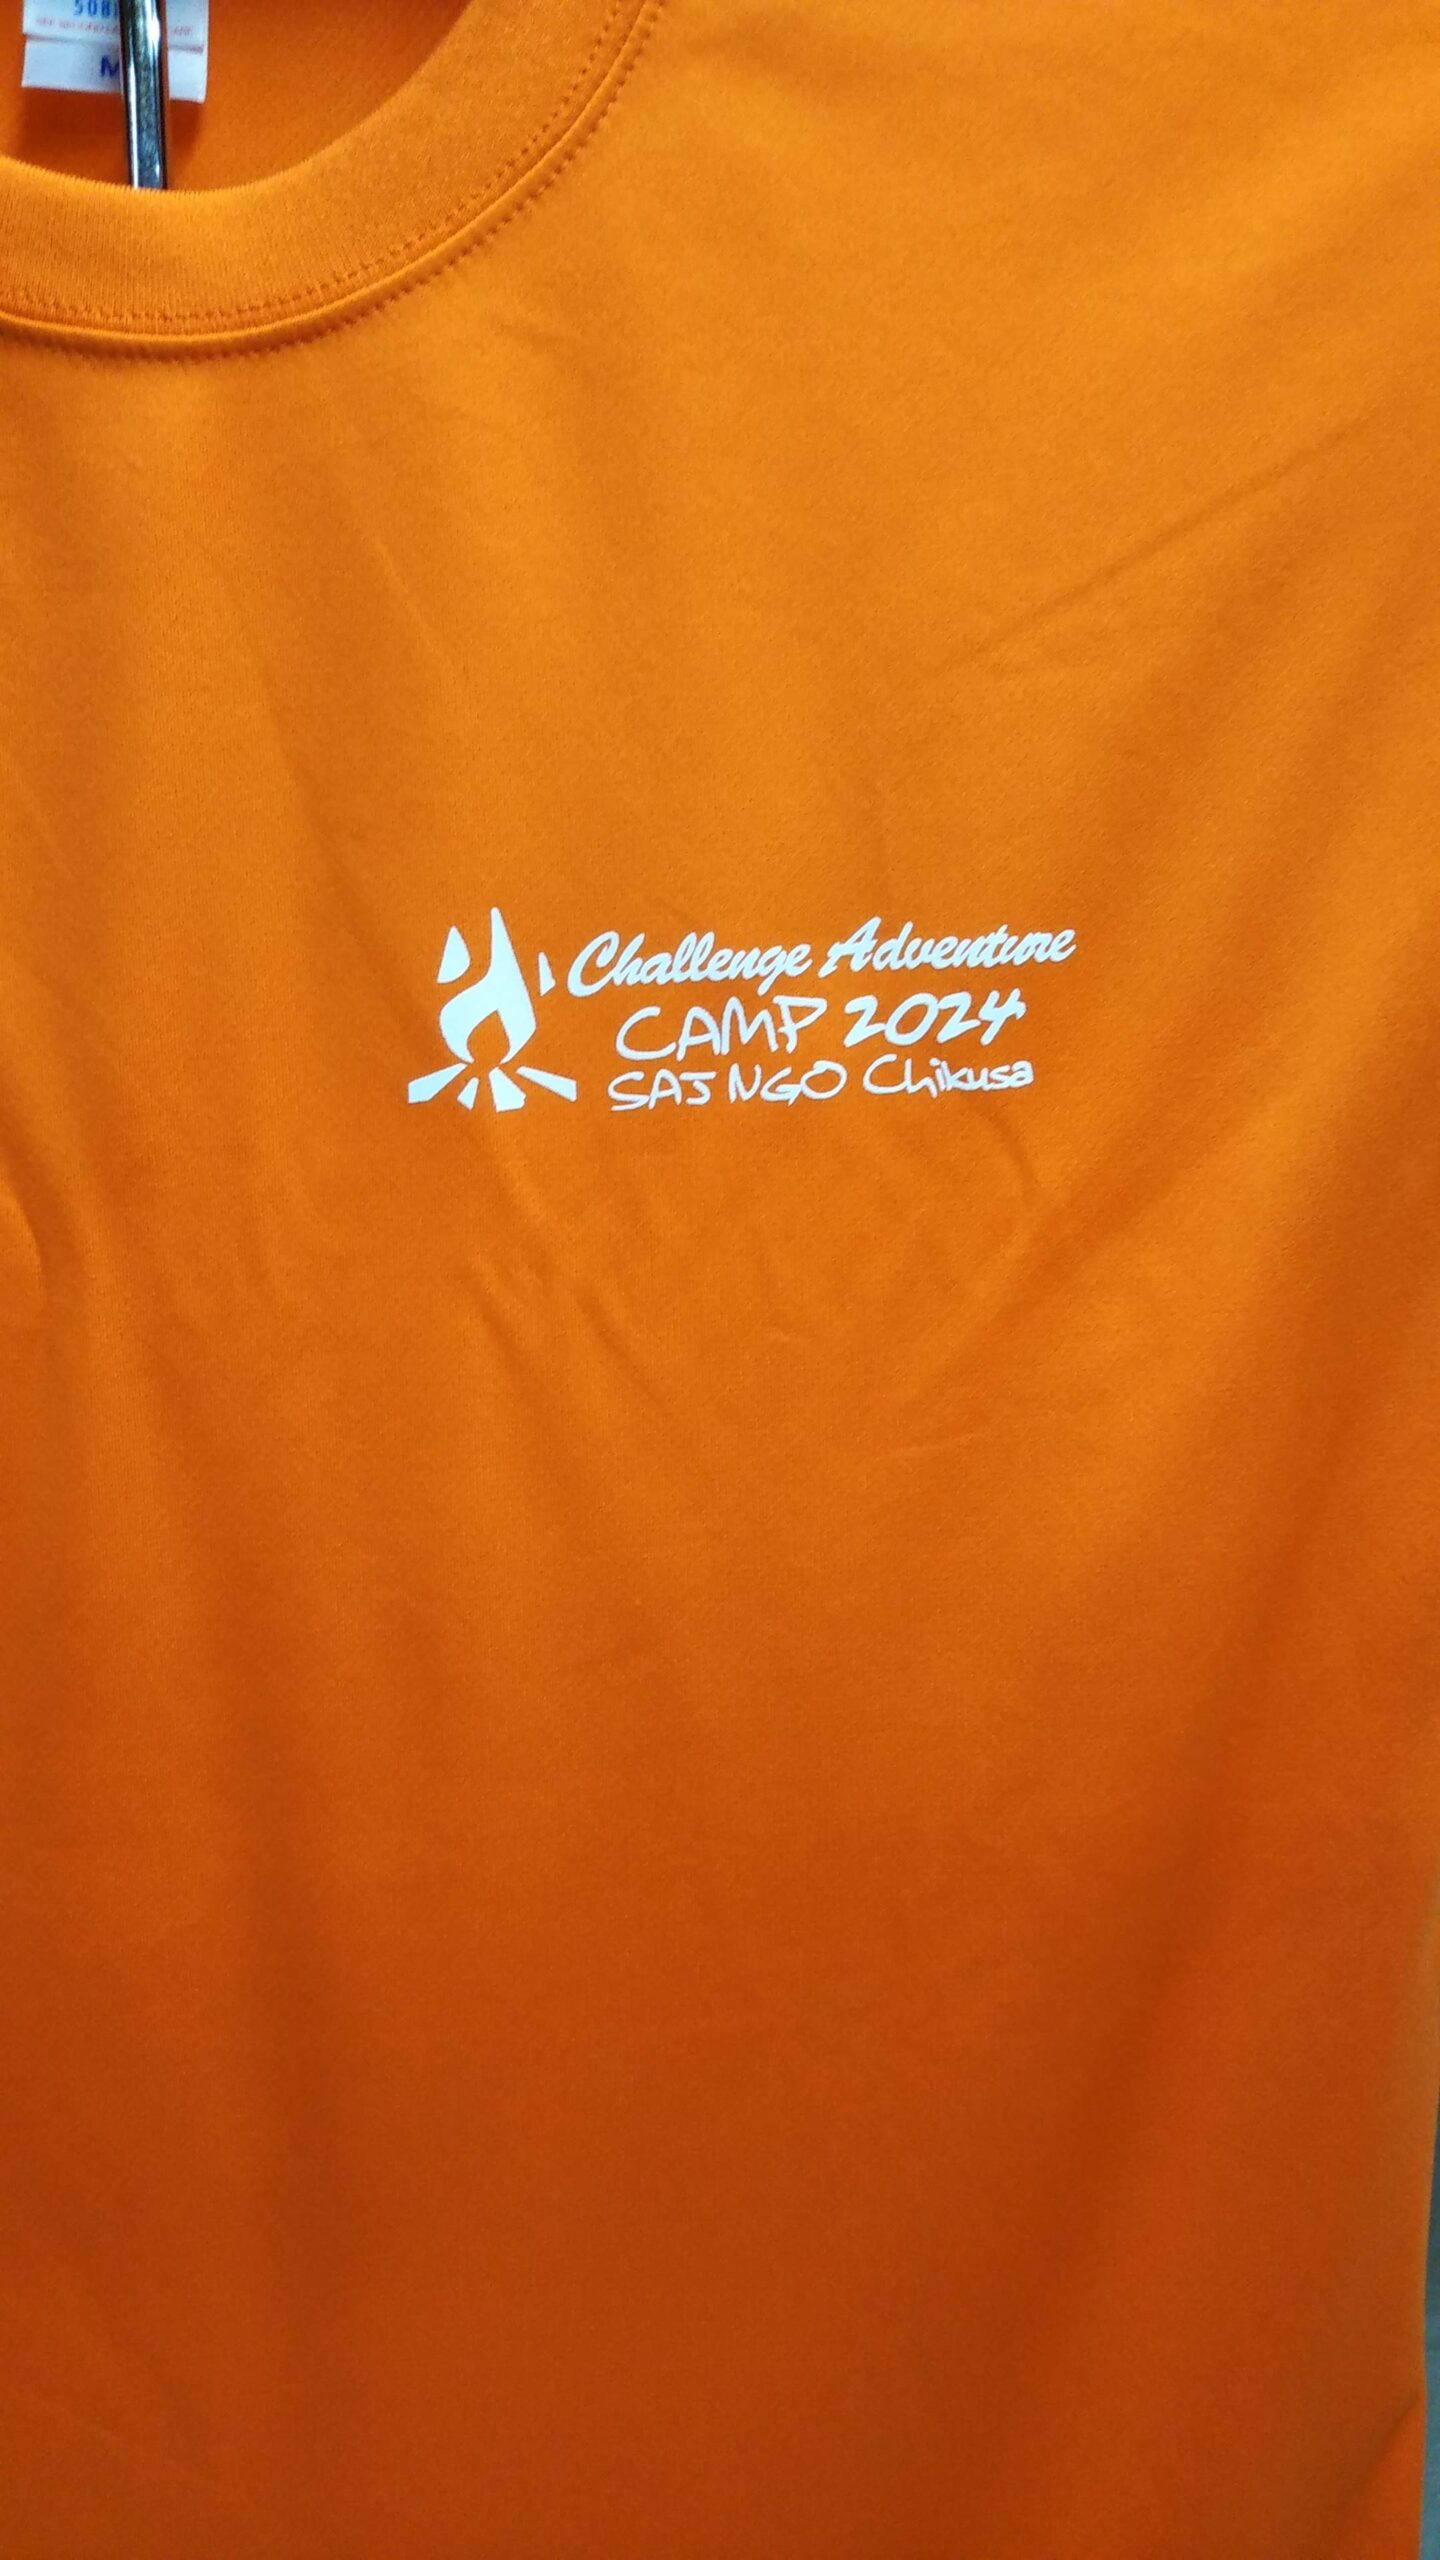 M
Challenge Adventure
CAMP 2024
SAJ NGO Chikusa